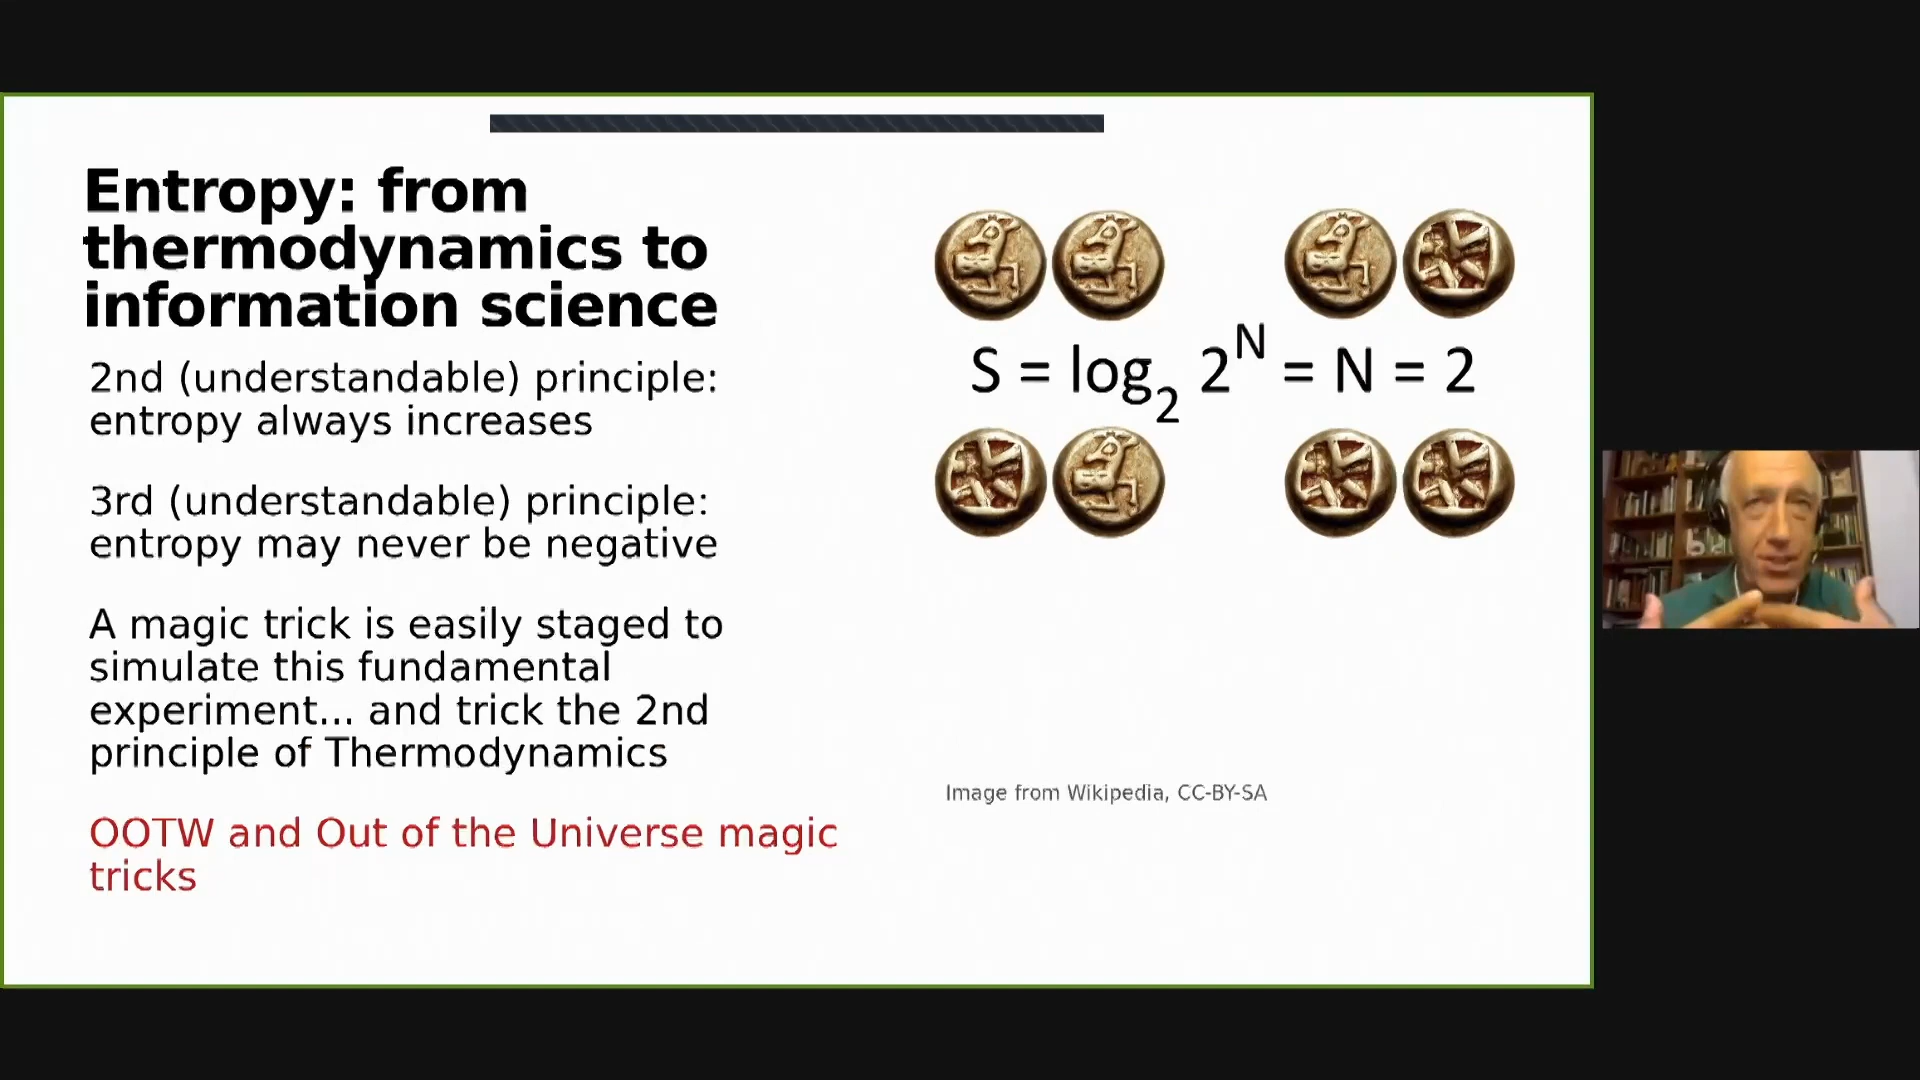 Entropy: from
thermodynamics to
information science
2nd (understandable) principle:
entropy always increases
3rd (understandable) principle:
entropy may never be negative
A magic trick is easily staged to
simulate this fundamental
experiment... and trick the 2nd
principle of Thermodynamics
OOTW and Out of the Universe magic
tricks
S = log₂ 2ᴺ = N = 2
Image from Wikipedia, CC-BY-SA